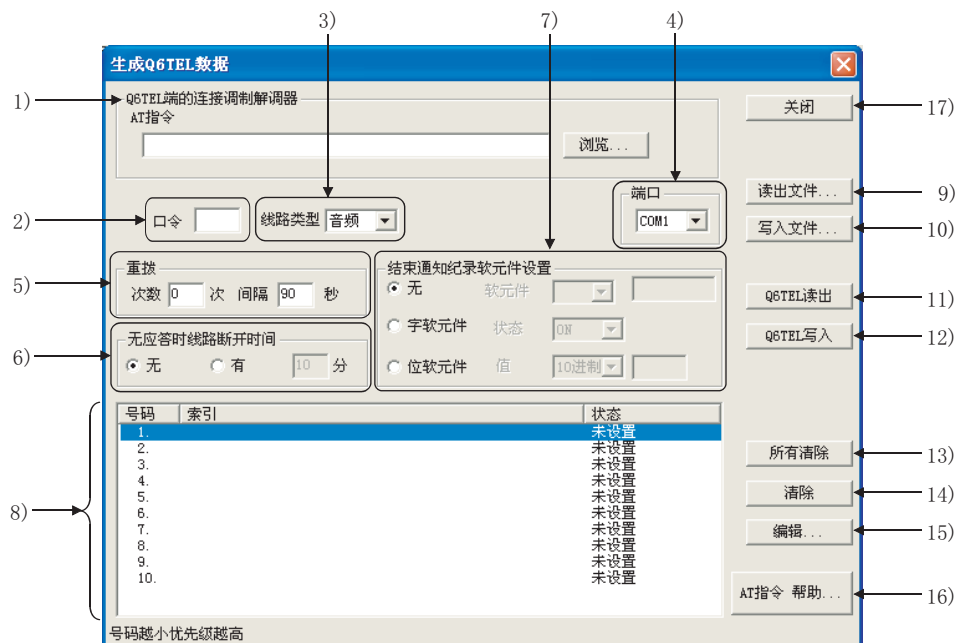 3)
7)
4)
生成Q6TEL数据
1)
Q6TEL端的连接调制解调器
AT指令
浏览...
关闭
17)
2)
口令
线路类型 音频
端口
COM1
读出文件...
9)
写入文件...
10)
5)
重拨
次数 0 次 间隔 90 秒
结束通知纪录软元件设置
无 软元件
字软元件 状态 ON
位软元件 值 10进制
Q6TEL读出
11)
Q6TEL写入
12)
6)
无应答时线路断开时间
无 有 10 分
8)
号码 索引 状态
1. 未设置
2. 未设置
3. 未设置
4. 未设置
5. 未设置
6. 未设置
7. 未设置
8. 未设置
9. 未设置
10. 未设置
所有清除
13)
清除
14)
编辑...
15)
AT指令 帮助...
16)
号码越小优先级越高